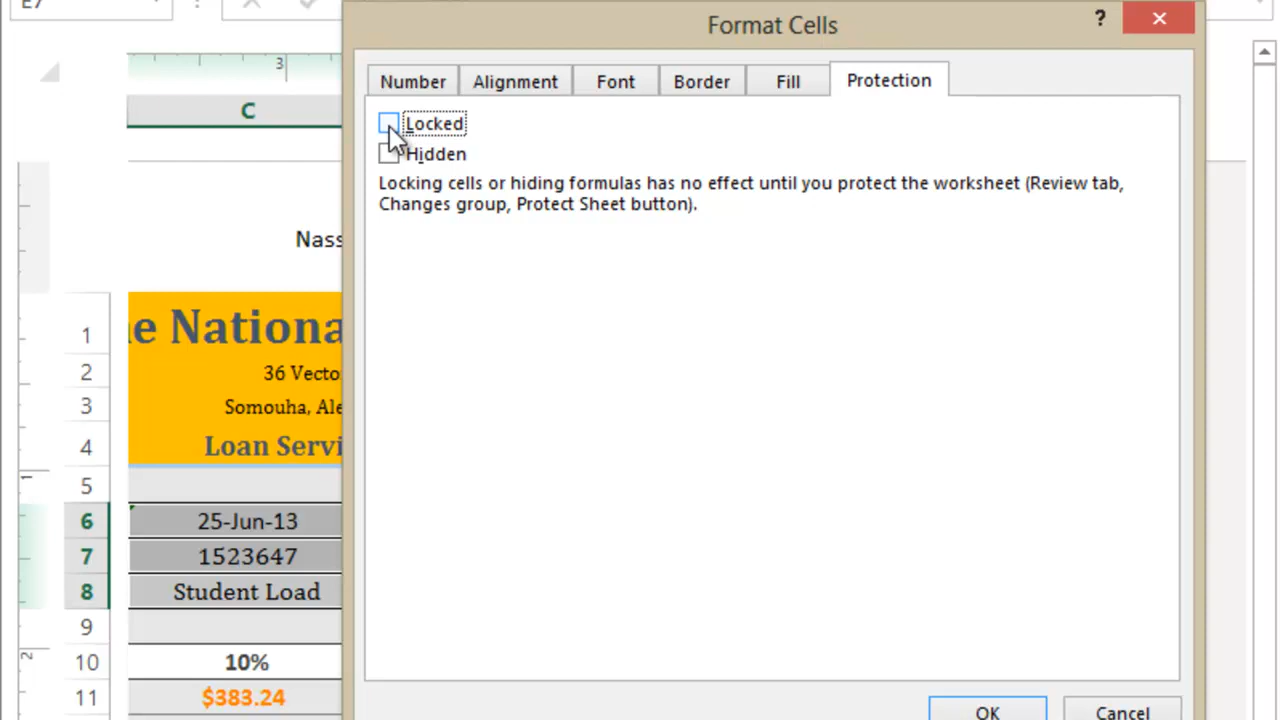 E7
Format Cells
?
Number Alignment Font Border Fill Protection
Locked
Hidden
Locking cells or hiding formulas has no effect until you protect the worksheet (Review tab,
Changes group, Protect Sheet button).
OK Cancel
3
C
Nass
1 e Nationa
2 36 Vecto
3 Somouha, Ale
4 Loan Servi
5
6 25-Jun-13
7 1523647
8 Student Load
9
10 10%
11 $383.24
1
2